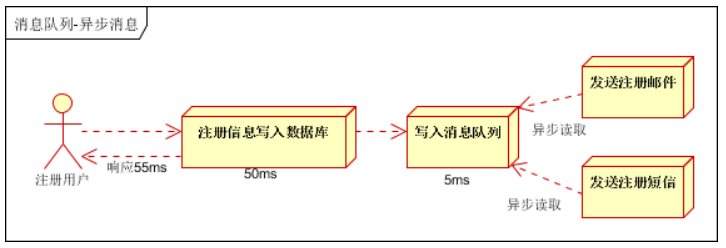 消息队列-异步消息
发送注册邮件
注册信息写入数据库
写入消息队列
异步读取
响应55ms
注册用户
50ms
5ms
发送注册短信
异步读取